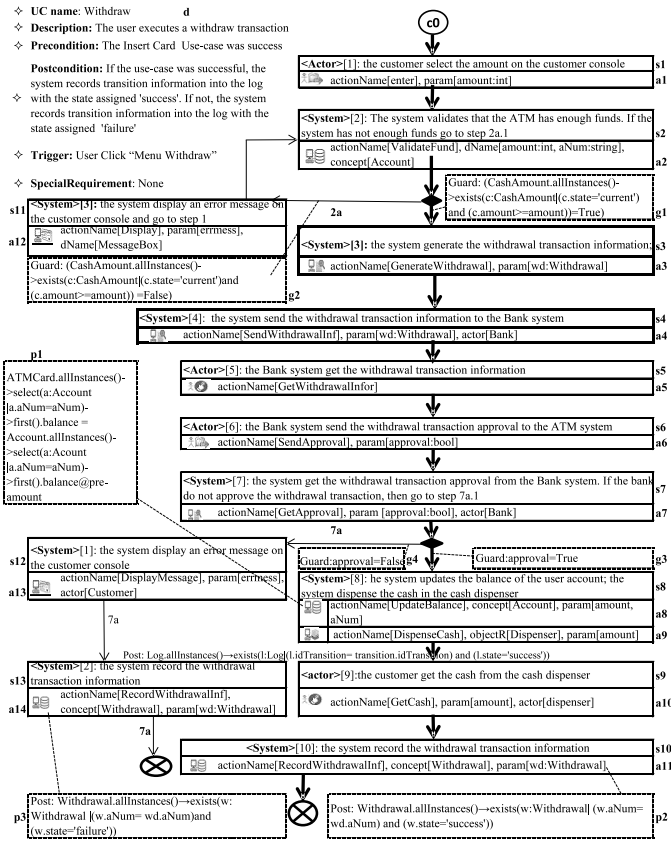 UC name: Withdraw
d
Description: The user executes a withdraw transaction
Precondition: The Insert Card Use-case was success
Postcondition: If the use-case was successful, the
system records transition information into the log
with the state assigned 'success'. If not, the system
records transition information into the log with the
state assigned 'failure'
Trigger: User Click “Menu Withdraw”
SpecialRequirement: None
c0
<Actor>[1]: the customer select the amount on the customer console
s1
actionName[enter], param[amount:int]
a1
<System>[2]: The system validates that the ATM has enough funds. If the
system has not enough funds go to step 2a.1
s2
actionName[ValidateFund], dName[amount:int, aNum:string],
concept[Account]
a2
Guard: (CashAmount.allInstances()-
>exists(c:CashAmount|(c.state='current')
and (c.amount>=amount))=True)
g1
2a
s11
<System>[3]: the system display an error message on
the customer console and go to step 1
a12
actionName[Display], param[errmess],
dName[MessageBox]
Guard: (CashAmount.allInstances()-
>exists(c:CashAmount|(c.state='current')and
(c.amount>=amount)) =False)
g2
<System>[3]: the system generate the withdrawal transaction information;
s3
actionName[GenerateWithdrawal], param[wd:Withdrawal]
a3
<System>[4]: the system send the withdrawal transaction information to the Bank system
s4
actionName[SendWithdrawalInf], param[wd:Withdrawal], actor[Bank]
a4
p1
ATMCard.allInstances()-
>select(a:Account
|a.aNum=aNum)-
>first().balance =
Account.allInstances()-
>select(a:Acount
|a.aNum=aNum)-
>first().balance@pre-
amount
<Actor>[5]: the Bank system get the withdrawal transaction information
s5
actionName[GetWithdrawalInfor]
a5
<Actor>[6]: the Bank system send the withdrawal transaction approval to the ATM system
s6
actionName[SendApproval], param[approval:bool]
a6
<System>[7]: the system get the withdrawal transaction approval from the Bank system. If the bank
do not approve the withdrawal transaction, then go to step 7a.1
s7
actionName[GetApproval], param [approval:bool], actor[Bank]
a7
7a
Guard:approval=False
g4
Guard:approval=True
g3
s12
<System>[1]: the system display an error message on
the customer console
a13
actionName[DisplayMessage], param[errmess],
actor[Customer]
<System>[8]: he system updates the balance of the user account; the
system dispense the cash in the cash dispenser
s8
actionName[UpdateBalance], concept[Account], param[amount,
aNum]
a8
actionName[DispenseCash], objectR[Dispenser], param[amount]
a9
7a
Post: Log.allInstances()→exists(l:Log|(l.idTransition= transition.idTransition) and (l.state='success'))
s13
<System>[2]: the system record the withdrawal
transaction information
a14
actionName[RecordWithdrawalInf],
concept[Withdrawal], param[wd:Withdrawal]
<actor>[9]:the customer get the cash from the cash dispenser
s9
actionName[GetCash], param[amount], actor[dispenser]
a10
7a
<System>[10]: the system record the withdrawal transaction information
s10
actionName[RecordWithdrawalInf], concept[Withdrawal], param[wd:Withdrawal]
a11
Post: Withdrawal.allInstances()→exists(w:
Withdrawal |(w.aNum= wd.aNum)and
(w.state='failure'))
p3
Post: Withdrawal.allInstances()→exists(w:Withdrawal| (w.aNum=
wd.aNum) and (w.state='success'))
p2